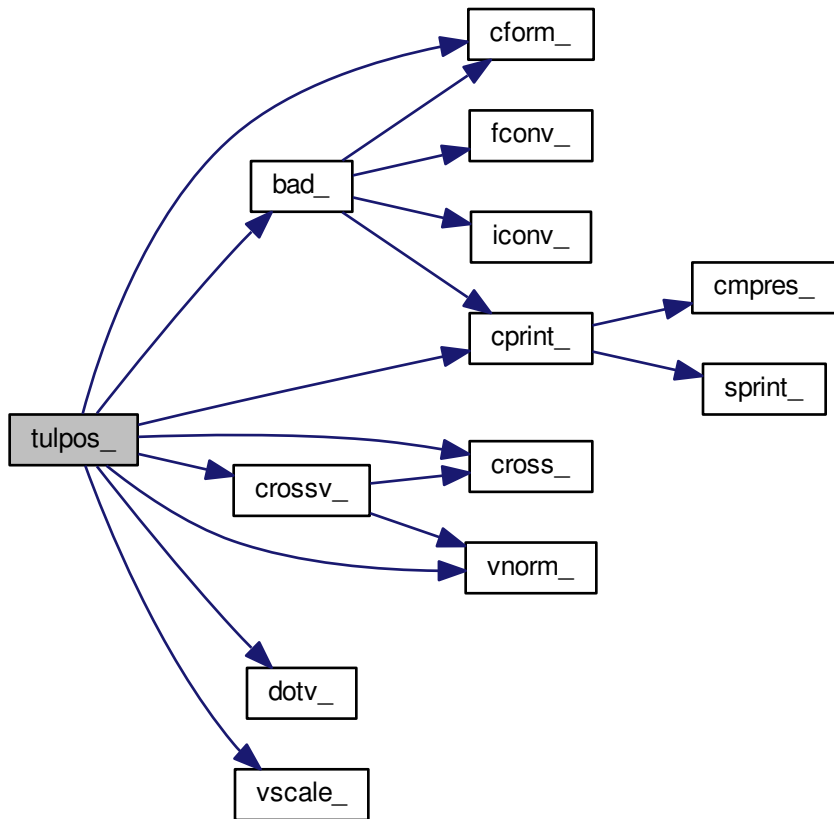 cform_
fconv_
bad_
iconv_
cmpres_
cprint_
sprint_
tulpos_
cross_
crossv_
vnorm_
dotv_
vscale_